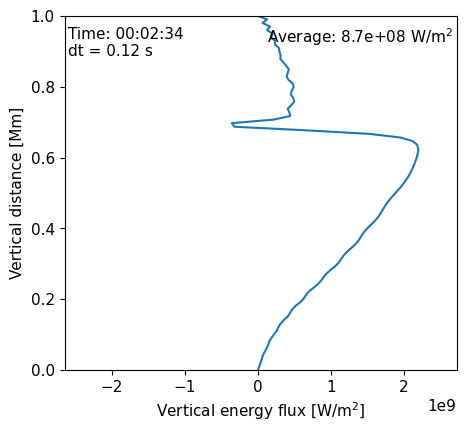 Time: 00:02:34
dt = 0.12 s
Average: 8.7e+08 W/m²
Vertical distance [Mm]
1.0
0.8
0.6
0.4
0.2
0.0
−2 −1 0 1 2
1e9
Vertical energy flux [W/m²]